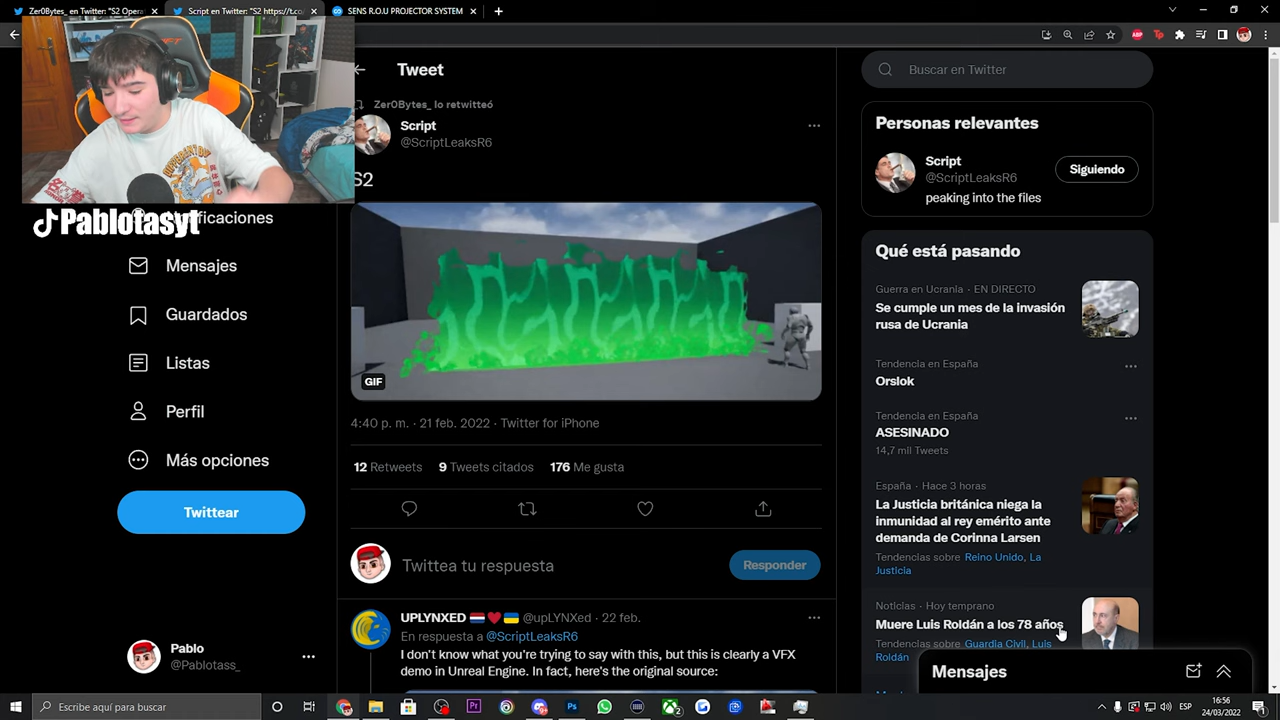 Zer0Bytes_ en Twitter: "S2 Oper
Script en Twitter: "S2 https://t.co/
SENS R.O.U PROJECTOR SYSTEM
Pablotasyt
Notificaciones
Mensajes
Guardados
Listas
Perfil
Más opciones
Twittear
Pablo
@Pablotass_
Tweet
Zer0Bytes_ lo retwitteó
Script
@ScriptLeaksR6
S2
GIF
4:40 p. m. · 21 feb. 2022 · Twitter for iPhone
12 Retweets 9 Tweets citados 176 Me gusta
Twittea tu respuesta
Responder
UPLYNXED @upLYNXed · 22 feb.
En respuesta a @ScriptLeaksR6
I don't know what you're trying to say with this, but this is clearly a VFX
demo in Unreal Engine. In fact, here's the original source:
Buscar en Twitter
Personas relevantes
Script
@ScriptLeaksR6
Siguiendo
peaking into the files
Qué está pasando
Guerra en Ucrania · EN DIRECTO
Se cumple un mes de la invasión
rusa de Ucrania
Tendencia en España
Orslok
Tendencia en España
ASESINADO
14,7 mil Tweets
España · Hace 3 horas
La Justicia británica niega la
inmunidad al rey emérito ante
demanda de Corinna Larsen
Tendencias sobre Reino Unido, La
Justicia
Noticias · Hoy temprano
Muere Luis Roldán a los 78 años
Tendencias sobre Guardia Civil, Luis
Roldán
Mensajes
Escribe aquí para buscar
ESP
16:56
24/03/2022